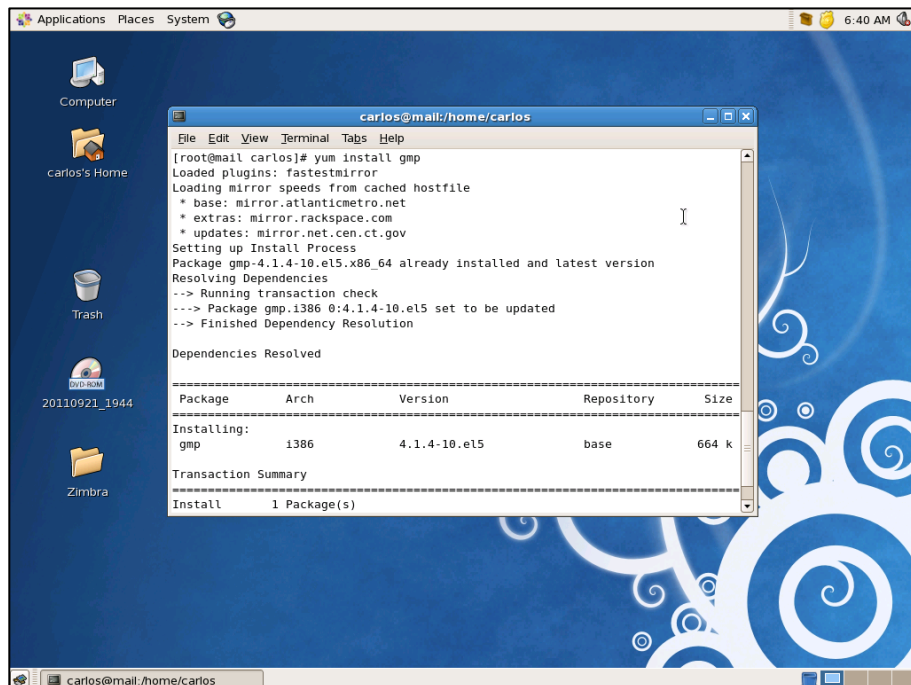 Applications Places System 6:40 AM
Computer
carlos's Home
Trash
DVD-ROM
20110921_1944
Zimbra
carlos@mail:/home/carlos
File Edit View Terminal Tabs Help
[root@mail carlos]# yum install gmp
Loaded plugins: fastestmirror
Loading mirror speeds from cached hostfile
 * base: mirror.atlanticmetro.net
 * extras: mirror.rackspace.com
 * updates: mirror.net.cen.ct.gov
Setting up Install Process
Package gmp-4.1.4-10.el5.x86_64 already installed and latest version
Resolving Dependencies
--> Running transaction check
---> Package gmp.i386 0:4.1.4-10.el5 set to be updated
--> Finished Dependency Resolution
Dependencies Resolved
================================================================================
Package Arch Version Repository Size
================================================================================
Installing:
gmp i386 4.1.4-10.el5 base 664 k
Transaction Summary
================================================================================
Install 1 Package(s)
carlos@mail:/home/carlos